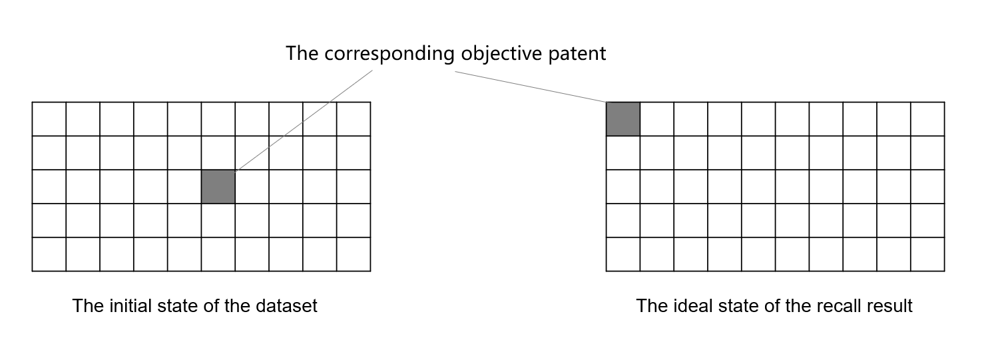 The corresponding objective patent
The initial state of the dataset
The ideal state of the recall result